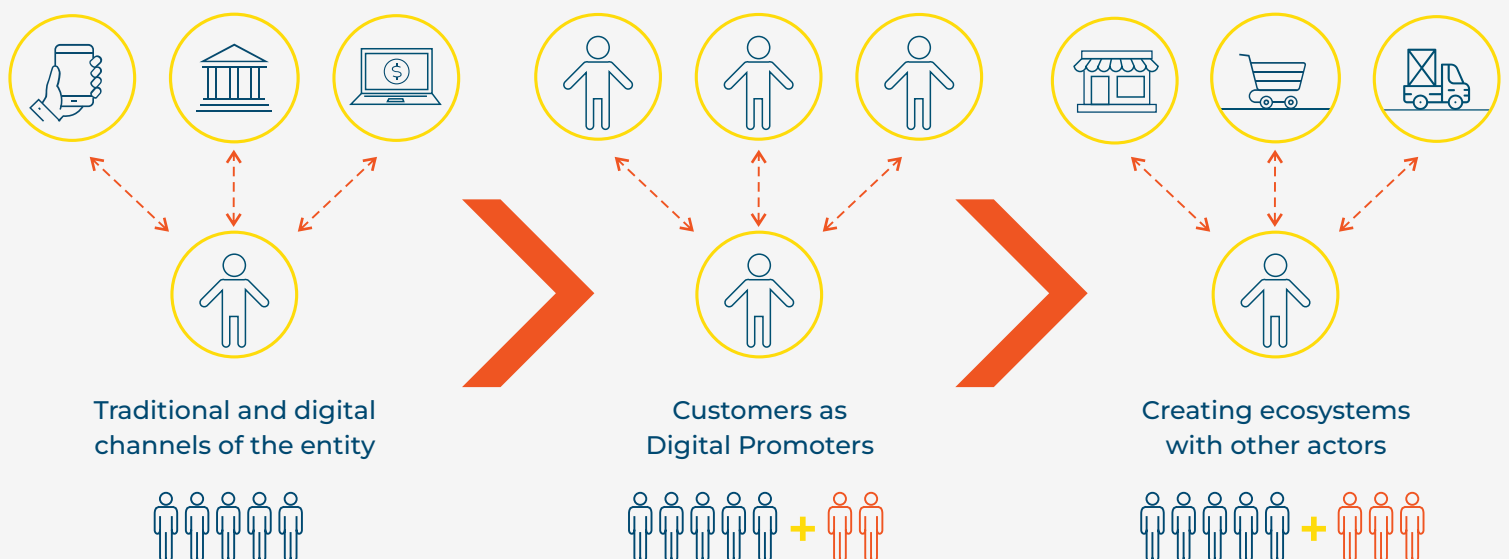 $
Traditional and digital
channels of the entity
Customers as
Digital Promoters
Creating ecosystems
with other actors
+
+